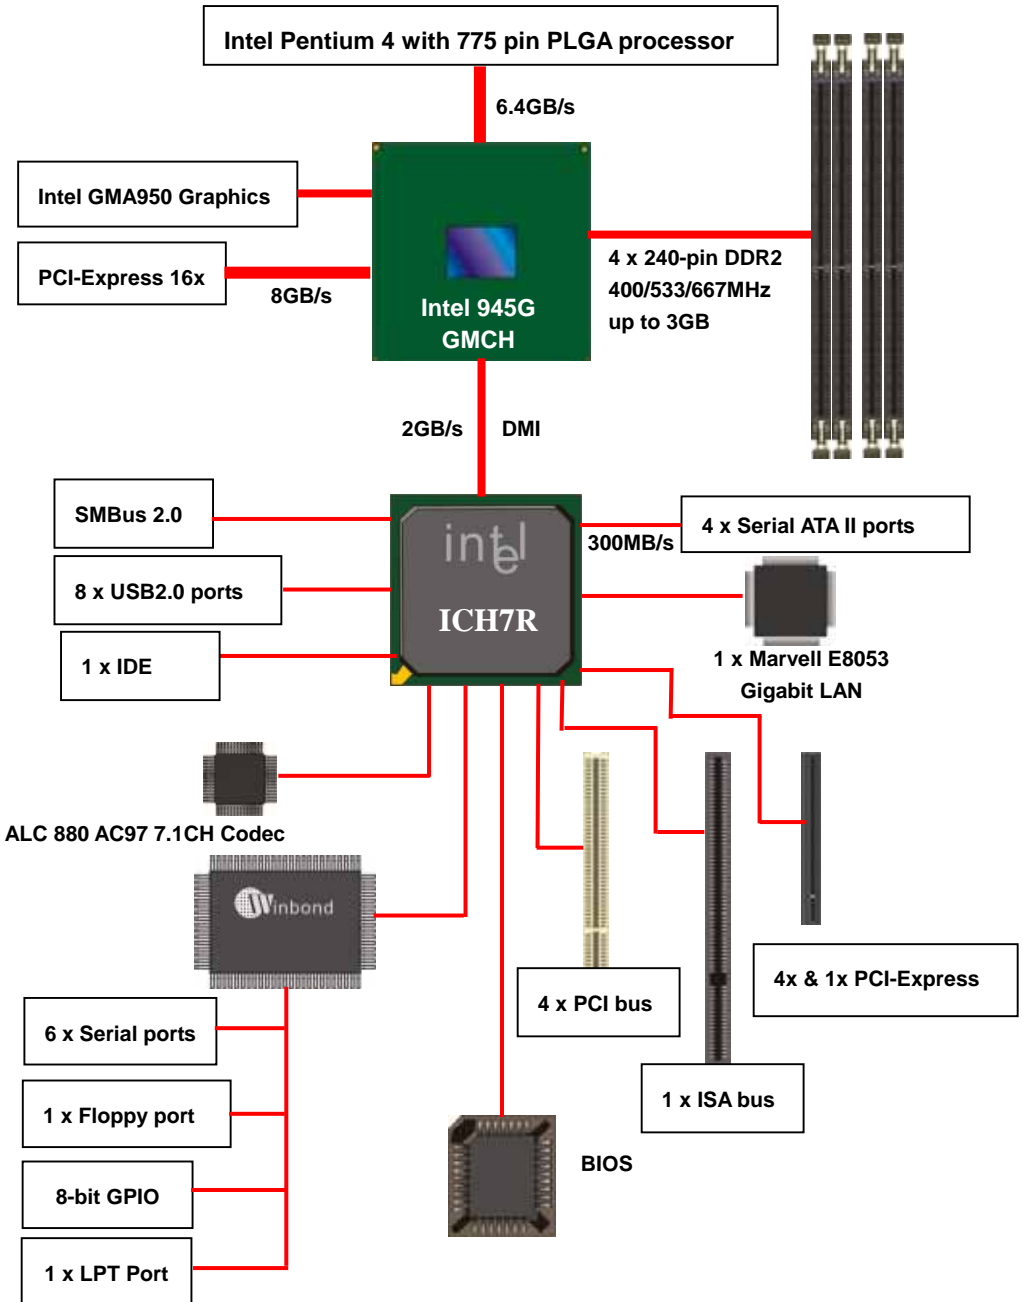 Intel Pentium 4 with 775 pin PLGA processor
6.4GB/s
Intel GMA950 Graphics
PCI-Express 16x
8GB/s
Intel 945G
GMCH
4 x 240-pin DDR2
400/533/667MHz
up to 3GB
2GB/s
DMI
SMBus 2.0
intel
4 x Serial ATA II ports
300MB/s
8 x USB2.0 ports
ICH7R
1 x IDE
1 x Marvell E8053
Gigabit LAN
ALC 880 AC97 7.1CH Codec
Winbond
4 x PCI bus
4x & 1x PCI-Express
6 x Serial ports
1 x ISA bus
1 x Floppy port
BIOS
8-bit GPIO
1 x LPT Port